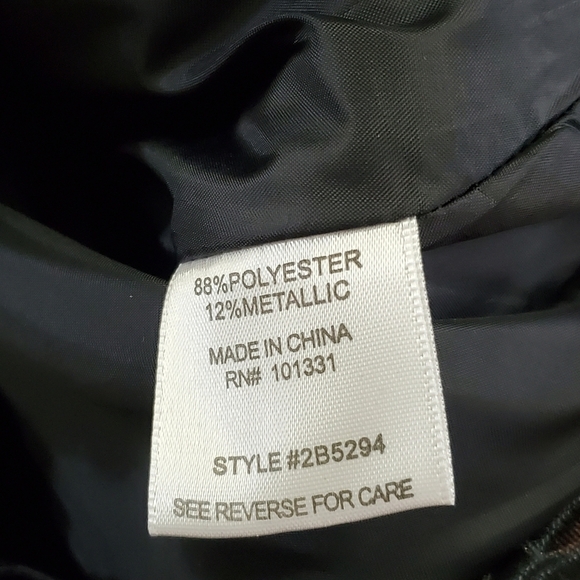 88%POLYESTER
12%METALLIC
MADE IN CHINA
RN# 101331
STYLE #2B5294
SEE REVERSE FOR CARE